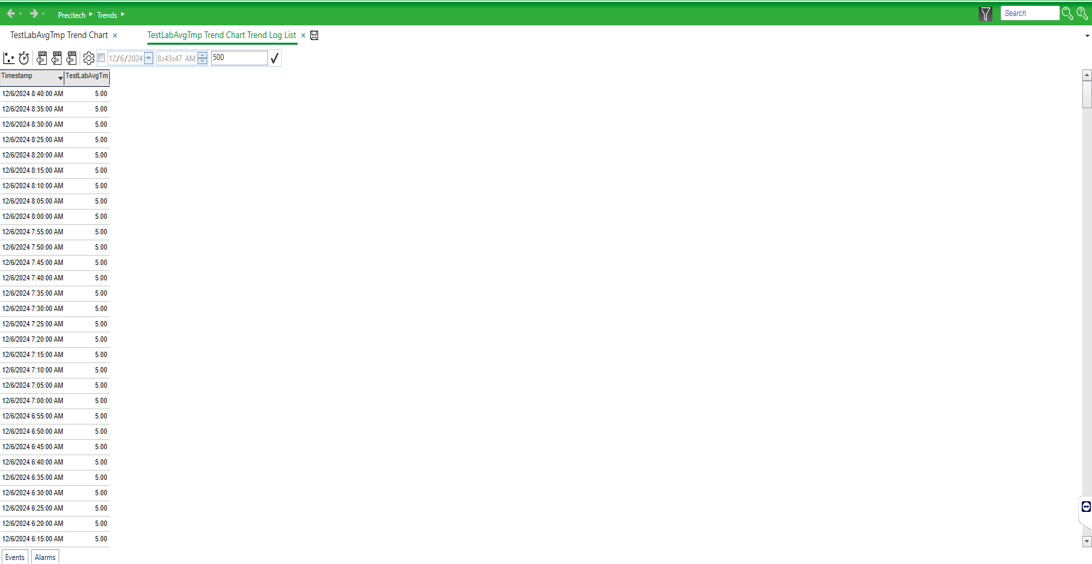 Precitech Trends Search
TestLabAvgTmp Trend Chart × TestLabAvgTmp Trend Chart Trend Log List ×
12/6/2024 8:43:47 AM 500
Timestamp TestLabAvgTm
12/6/2024 8:40:00 AM 5.00
12/6/2024 8:35:00 AM 5.00
12/6/2024 8:30:00 AM 5.00
12/6/2024 8:25:00 AM 5.00
12/6/2024 8:20:00 AM 5.00
12/6/2024 8:15:00 AM 5.00
12/6/2024 8:10:00 AM 5.00
12/6/2024 8:05:00 AM 5.00
12/6/2024 8:00:00 AM 5.00
12/6/2024 7:55:00 AM 5.00
12/6/2024 7:50:00 AM 5.00
12/6/2024 7:45:00 AM 5.00
12/6/2024 7:40:00 AM 5.00
12/6/2024 7:35:00 AM 5.00
12/6/2024 7:30:00 AM 5.00
12/6/2024 7:25:00 AM 5.00
12/6/2024 7:20:00 AM 5.00
12/6/2024 7:15:00 AM 5.00
12/6/2024 7:10:00 AM 5.00
12/6/2024 7:05:00 AM 5.00
12/6/2024 7:00:00 AM 5.00
12/6/2024 6:55:00 AM 5.00
12/6/2024 6:50:00 AM 5.00
12/6/2024 6:45:00 AM 5.00
12/6/2024 6:40:00 AM 5.00
12/6/2024 6:35:00 AM 5.00
12/6/2024 6:30:00 AM 5.00
12/6/2024 6:25:00 AM 5.00
12/6/2024 6:20:00 AM 5.00
12/6/2024 6:15:00 AM 5.00
Events Alarms